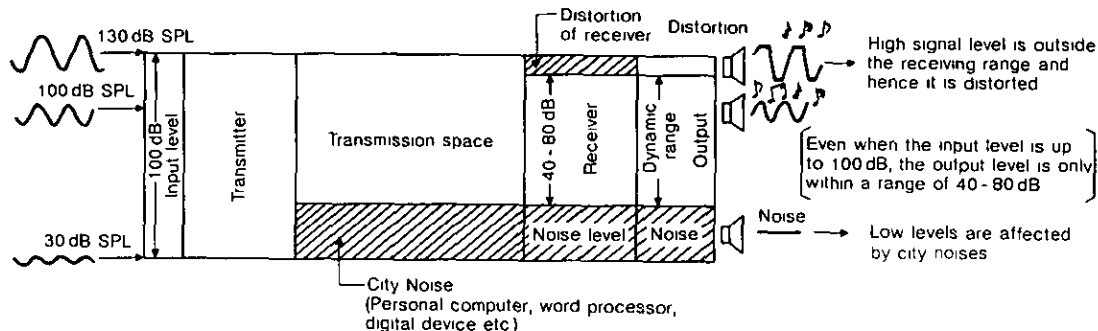 130 dB SPL
100 dB SPL
30 dB SPL
100 dB
Input level
Transmitter
Transmission space
City Noise
(Personal computer, word processor,
digital device etc)
Distortion
of receiver
40 - 80 dB
Receiver
Noise level
Dynamic
range
Output
Noise
Distortion
High signal level is outside
the receiving range and
hence it is distorted
Even when the input level is up
to 100 dB, the output level is only
within a range of 40 - 80 dB
Noise
Low levels are affected
by city noises